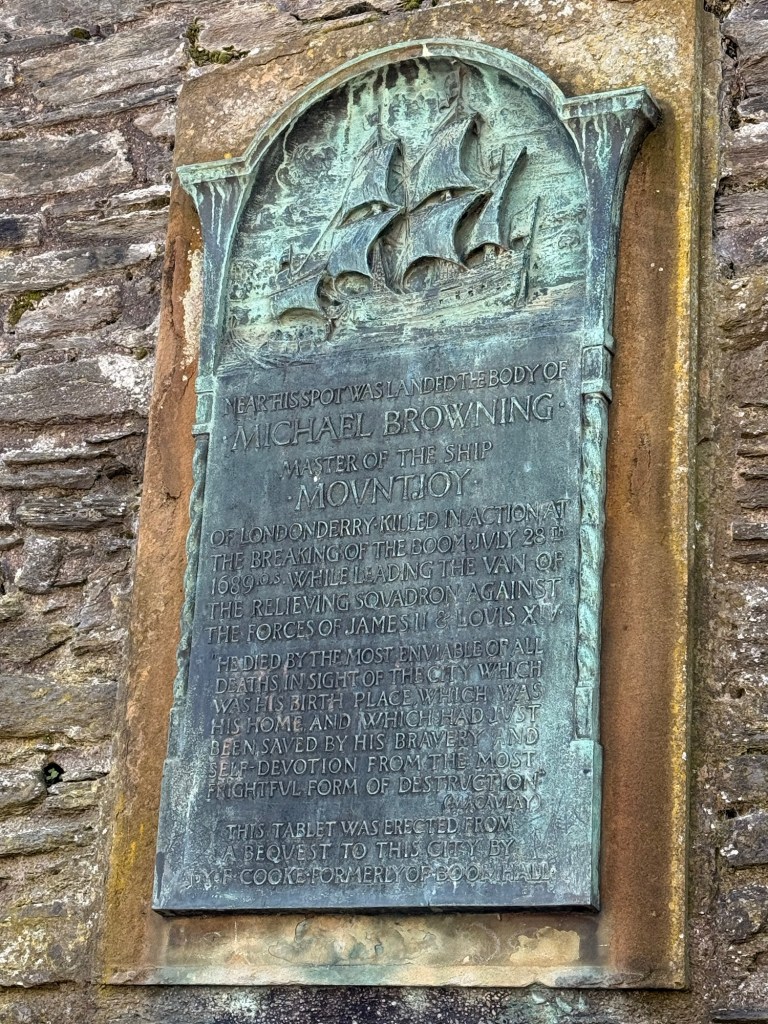 NEAR THIS SPOT WAS LANDED THE BODY OF
·MICHAEL BROWNING·
MASTER OF THE SHIP
·MOVNTJOY·
OF LONDONDERRY·KILLED IN ACTION AT
THE BREAKING OF THE BOOM·JVLY 28TH
1689·O.S. WHILE LEADING THE VAN OF
THE RELIEVING SQVADRON AGAINST
THE FORCES OF JAMES II & LOVIS XIV
"HE DIED BY THE MOST ENVIABLE OF ALL
DEATHS IN SIGHT OF THE CITY WHICH
WAS HIS BIRTH PLACE, WHICH WAS
HIS HOME, AND WHICH HAD JVST
BEEN SAVED BY HIS BRAVERY AND
SELF-DEVOTION FROM THE MOST
FRIGHTFUL FORM OF DESTRUCTION"
(MACAVLAY)
THIS TABLET WAS ERECTED FROM
A BEQUEST TO THIS CITY BY
F·COOKE·FORMERLY OF BOOM HALL